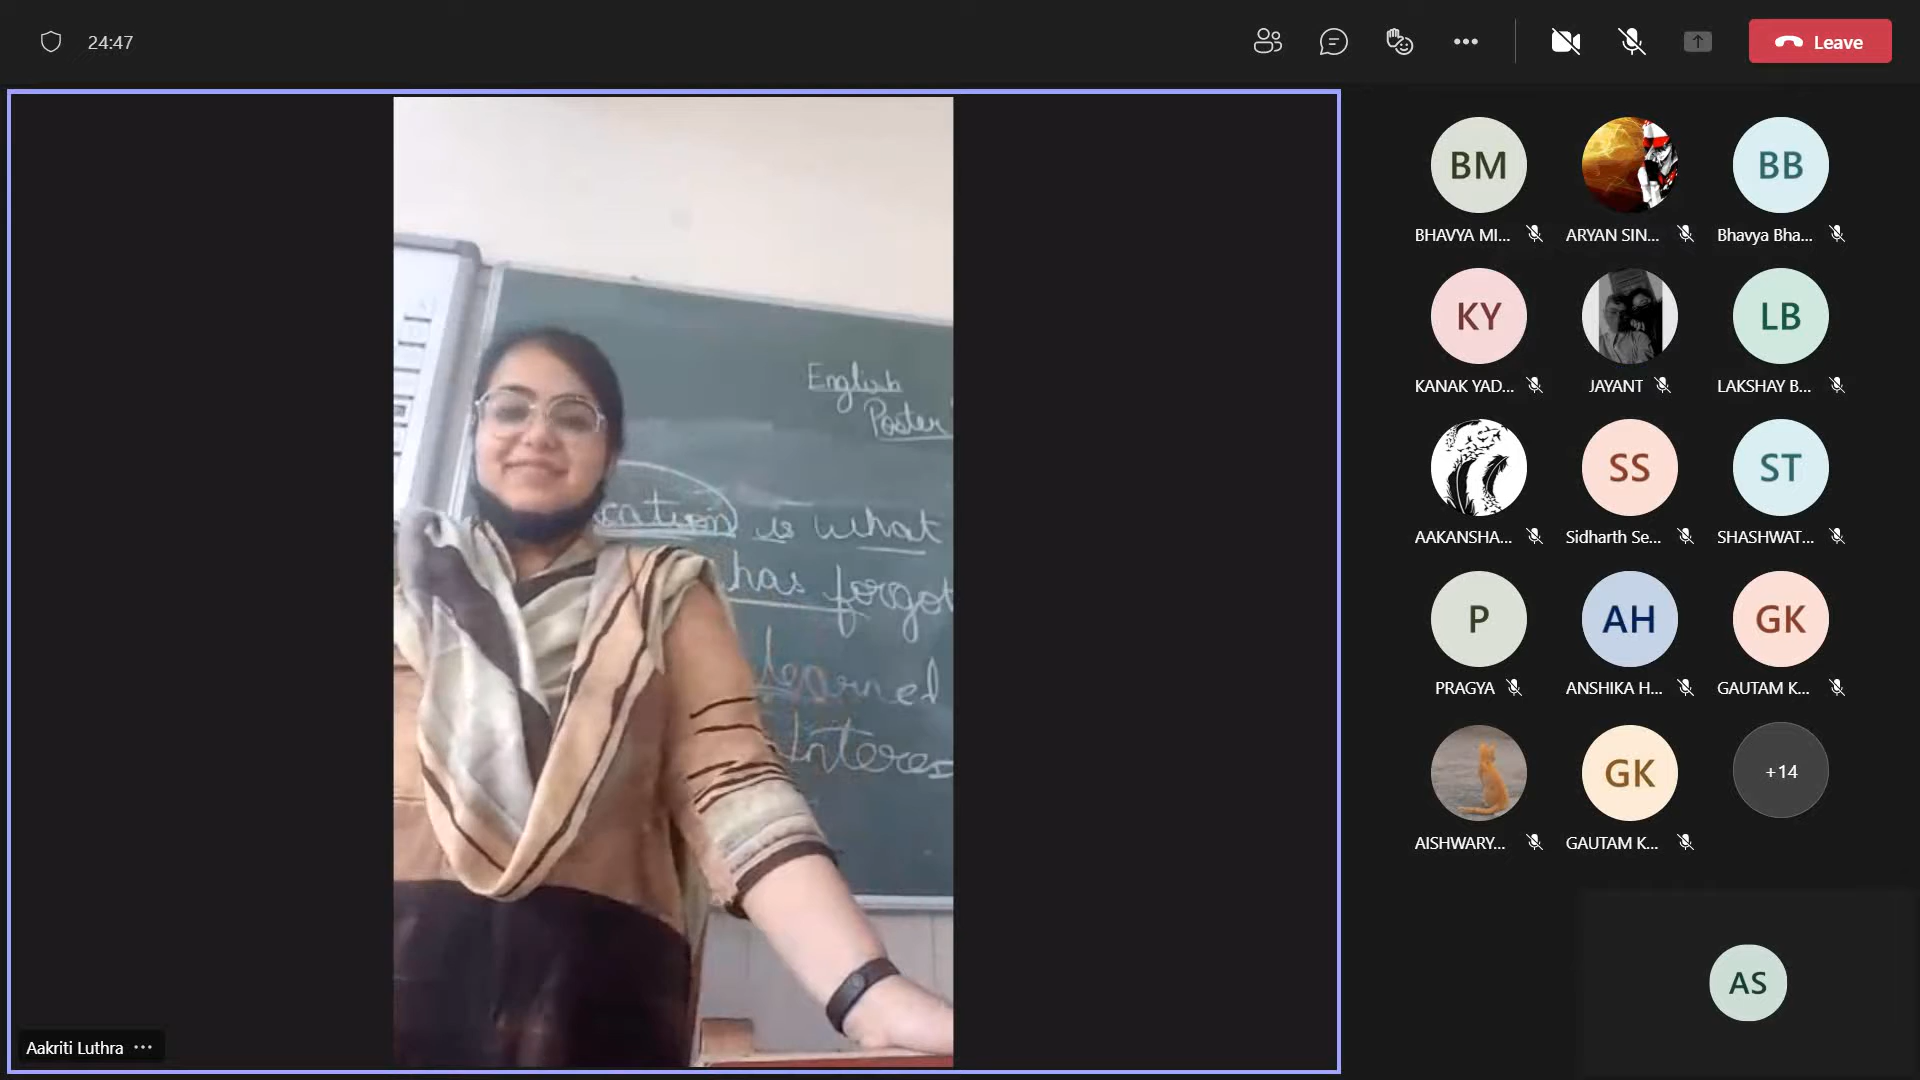 24:47
Leave
English
Poster
cation is what
has forgot
learned
Interes
BM
BB
BHAVYA MI...
ARYAN SIN...
Bhavya Bha...
KY
LB
KANAK YAD...
JAYANT
LAKSHAY B...
SS
ST
AAKANSHA...
Sidharth Se...
SHASHWAT...
P
AH
GK
PRAGYA
ANSHIKA H...
GAUTAM K...
GK
+14
AISHWARY...
GAUTAM K...
AS
Aakriti Luthra